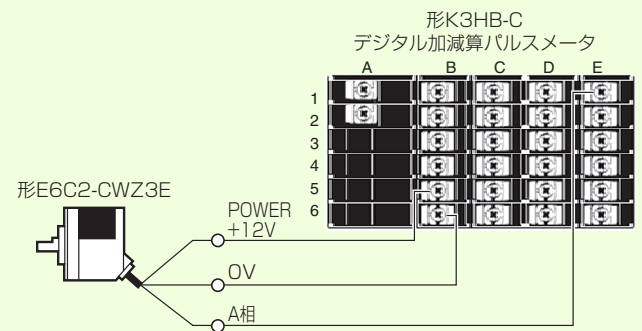 形K3HB-C
デジタル加減算パルスメータ
A B C D E
1
2
3
4
5
6
形E6C2-CWZ3E
POWER
+12V
0V
A相